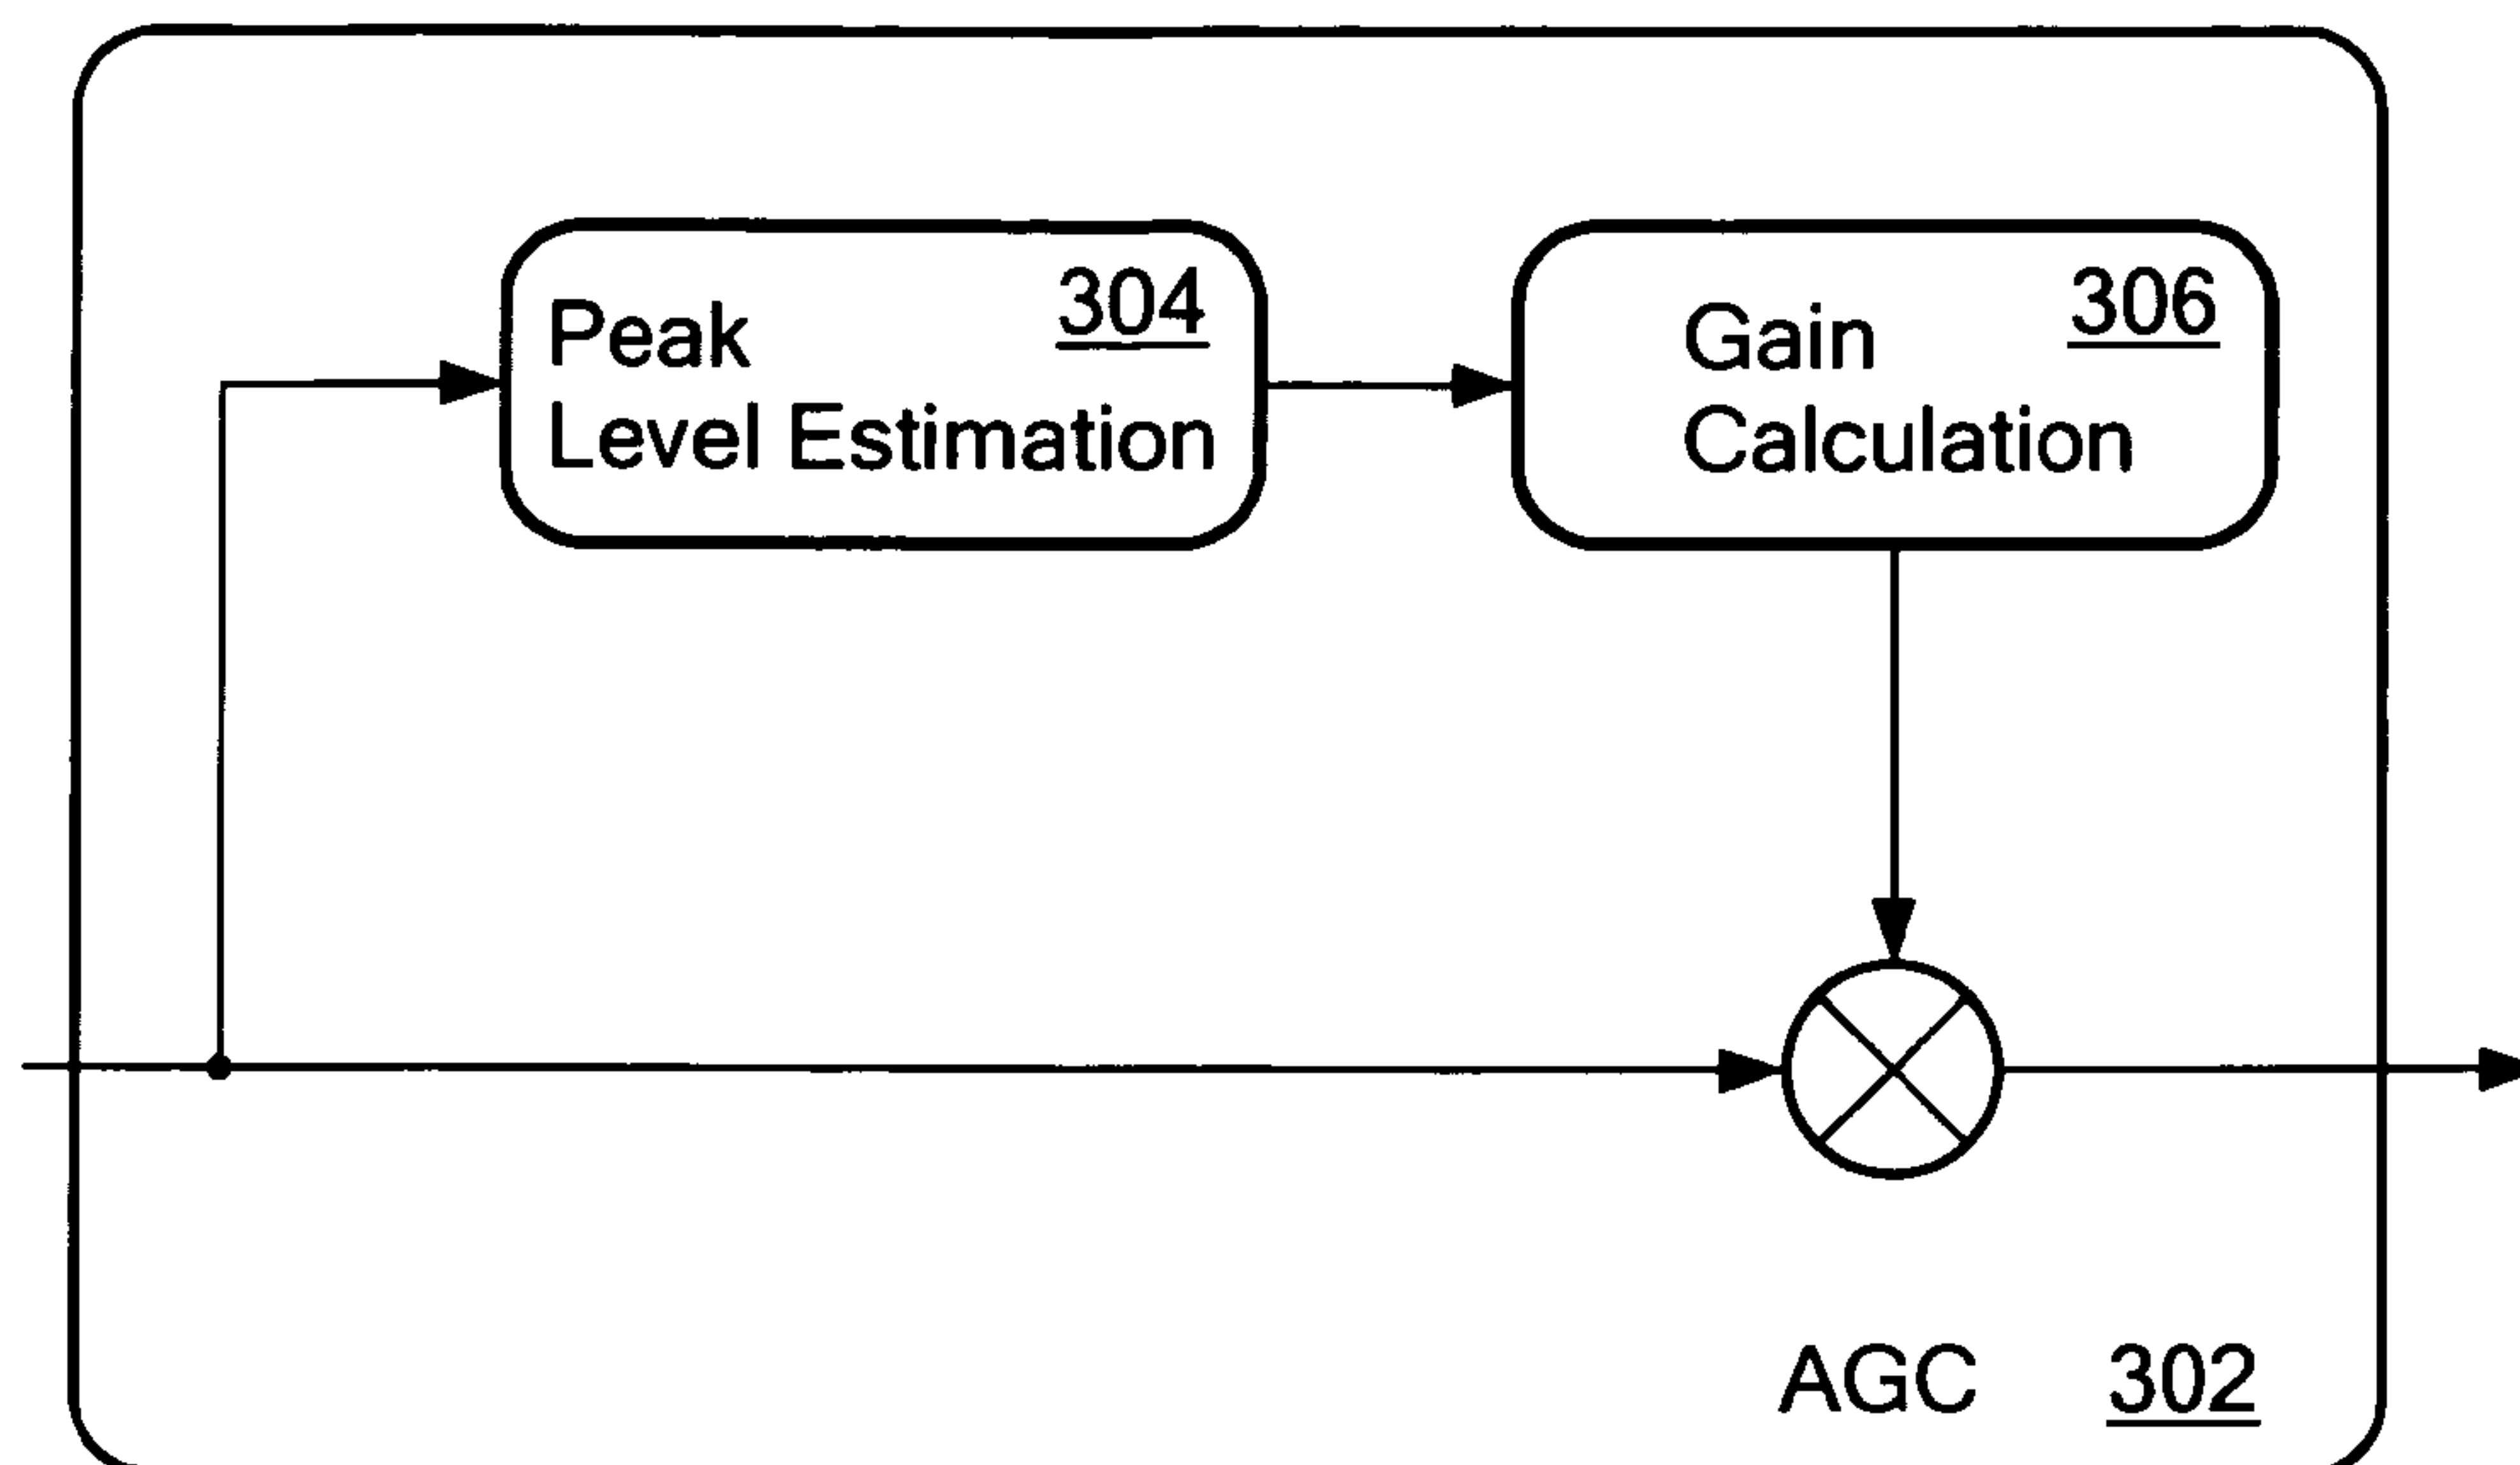 304
Peak
Level Estimation
306
Gain
Calculation
AGC 302